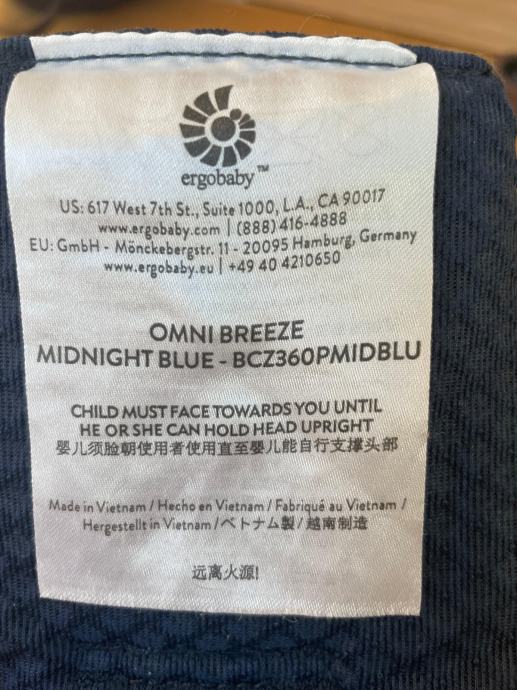 ergobaby™
US: 617 West 7th St., Suite 1000, L.A., CA 90017
www.ergobaby.com | (888) 416-4888
EU: GmbH - Mönckebergstr. 11 - 20095 Hamburg, Germany
www.ergobaby.eu | +49 40 4210650
OMNI BREEZE
MIDNIGHT BLUE - BCZ360PMIDBLU
CHILD MUST FACE TOWARDS YOU UNTIL
HE OR SHE CAN HOLD HEAD UPRIGHT
婴儿须脸朝使用者使用直至婴儿能自行支撑头部
Made in Vietnam / Hecho en Vietnam / Fabriqué au Vietnam /
Hergestellt in Vietnam /ベトナム製/ 越南制造
远离火源!